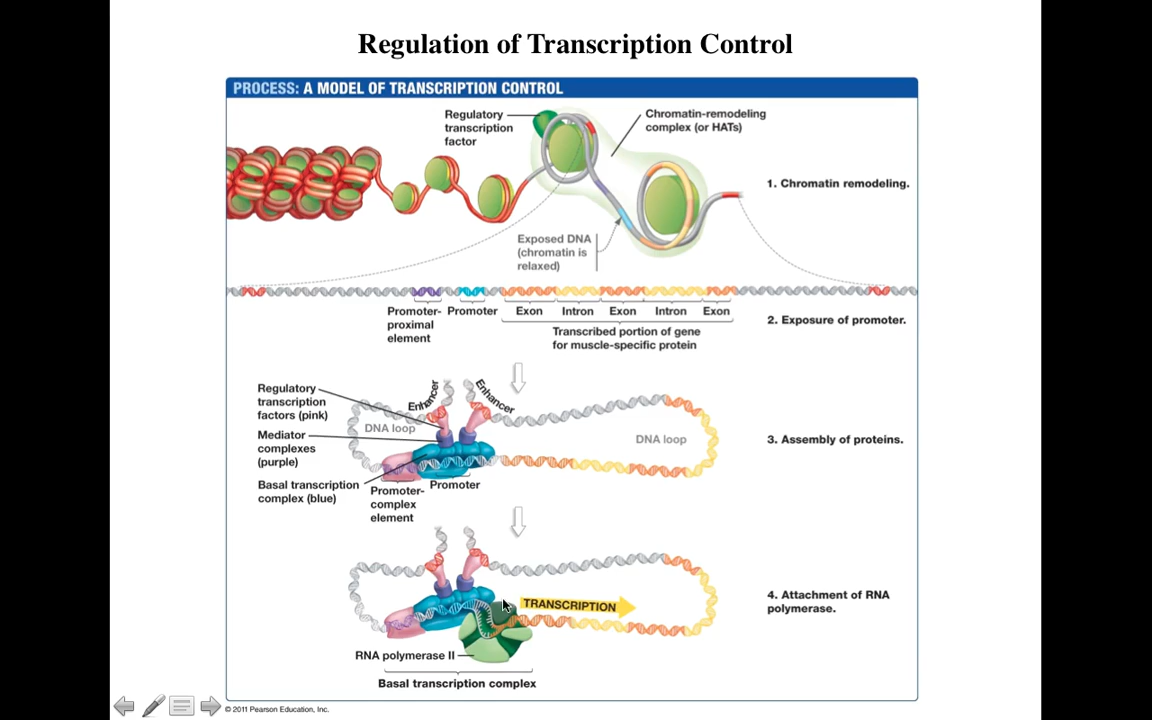 Regulation of Transcription Control
PROCESS: A MODEL OF TRANSCRIPTION CONTROL
Regulatory
transcription
factor
Chromatin-remodeling
complex (or HATs)
1. Chromatin remodeling.
Exposed DNA
(chromatin is
relaxed)
Promoter-
proximal
element
Promoter
Exon
Intron
Exon
Intron
Exon
Transcribed portion of gene
for muscle-specific protein
2. Exposure of promoter.
Regulatory
transcription
factors (pink)
Enhancer
Enhancer
DNA loop
Mediator
complexes
(purple)
DNA loop
3. Assembly of proteins.
Basal transcription
complex (blue)
Promoter-
complex
element
Promoter
TRANSCRIPTION
4. Attachment of RNA
polymerase.
RNA polymerase II
Basal transcription complex
© 2011 Pearson Education, Inc.